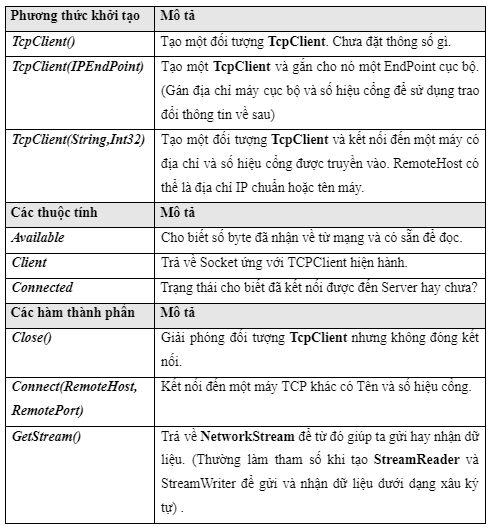 Phương thức khởi tạo Mô tả
TcpClient() Tạo một đối tượng TcpClient. Chưa đặt thông số gì.
TcpClient(IPEndPoint) Tạo một TcpClient và gắn cho nó một EndPoint cục bộ.
(Gán địa chỉ máy cục bộ và số hiệu cổng để sử dụng trao
đổi thông tin về sau)
TcpClient(String,Int32) Tạo một đối tượng TcpClient và kết nối đến một máy có
địa chỉ và số hiệu cổng được truyền vào. RemoteHost có
thể là địa chỉ IP chuẩn hoặc tên máy.
Các thuộc tính Mô tả
Available Cho biết số byte đã nhận về từ mạng và có sẵn để đọc.
Client Trả về Socket ứng với TCPClient hiện hành.
Connected Trạng thái cho biết đã kết nối được đến Server hay chưa?
Các hàm thành phần Mô tả
Close() Giải phóng đối tượng TcpClient nhưng không đóng kết
nối.
Connect(RemoteHost, Kết nối đến một máy TCP khác có Tên và số hiệu cổng.
RemotePort)
GetStream() Trả về NetworkStream để từ đó giúp ta gửi hay nhận dữ
liệu. (Thường làm tham số khi tạo StreamReader và
StreamWriter để gửi và nhận dữ liệu dưới dạng xâu ký
tự) .